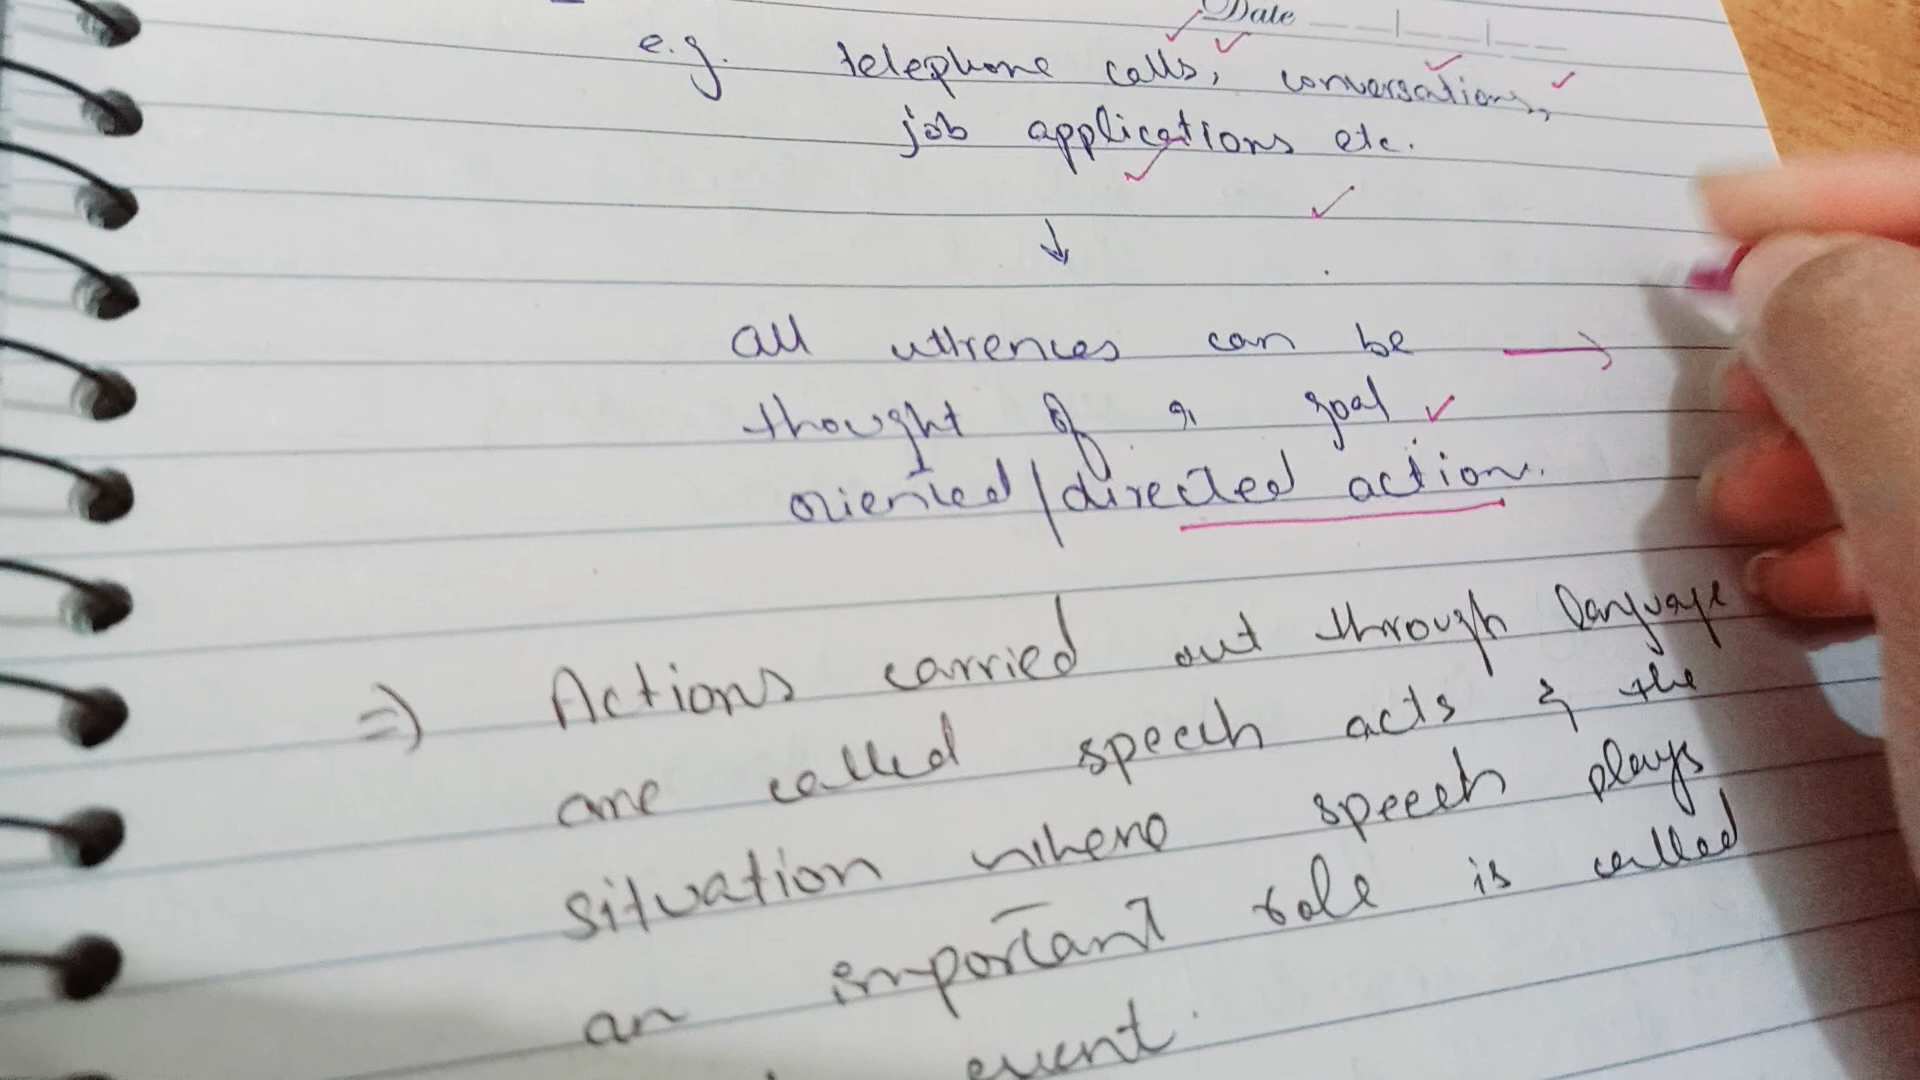 Date
e.g. telephone calls, conversations,
job applications etc.
↓
all uttrences can be →
thought of a goal
oriented/directed action.
⇒ Actions carried out through language
are called speech acts & the
situation where speech plays
an important role is called
event.